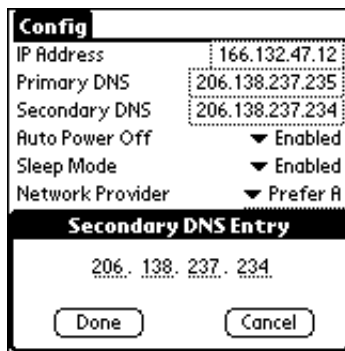 Config
IP Address 166.132.47.12
Primary DNS 206.138.237.235
Secondary DNS 206.138.237.234
Auto Power Off Enabled
Sleep Mode Enabled
Network Provider Prefer A
Secondary DNS Entry
206. 138. 237. 234
Done Cancel